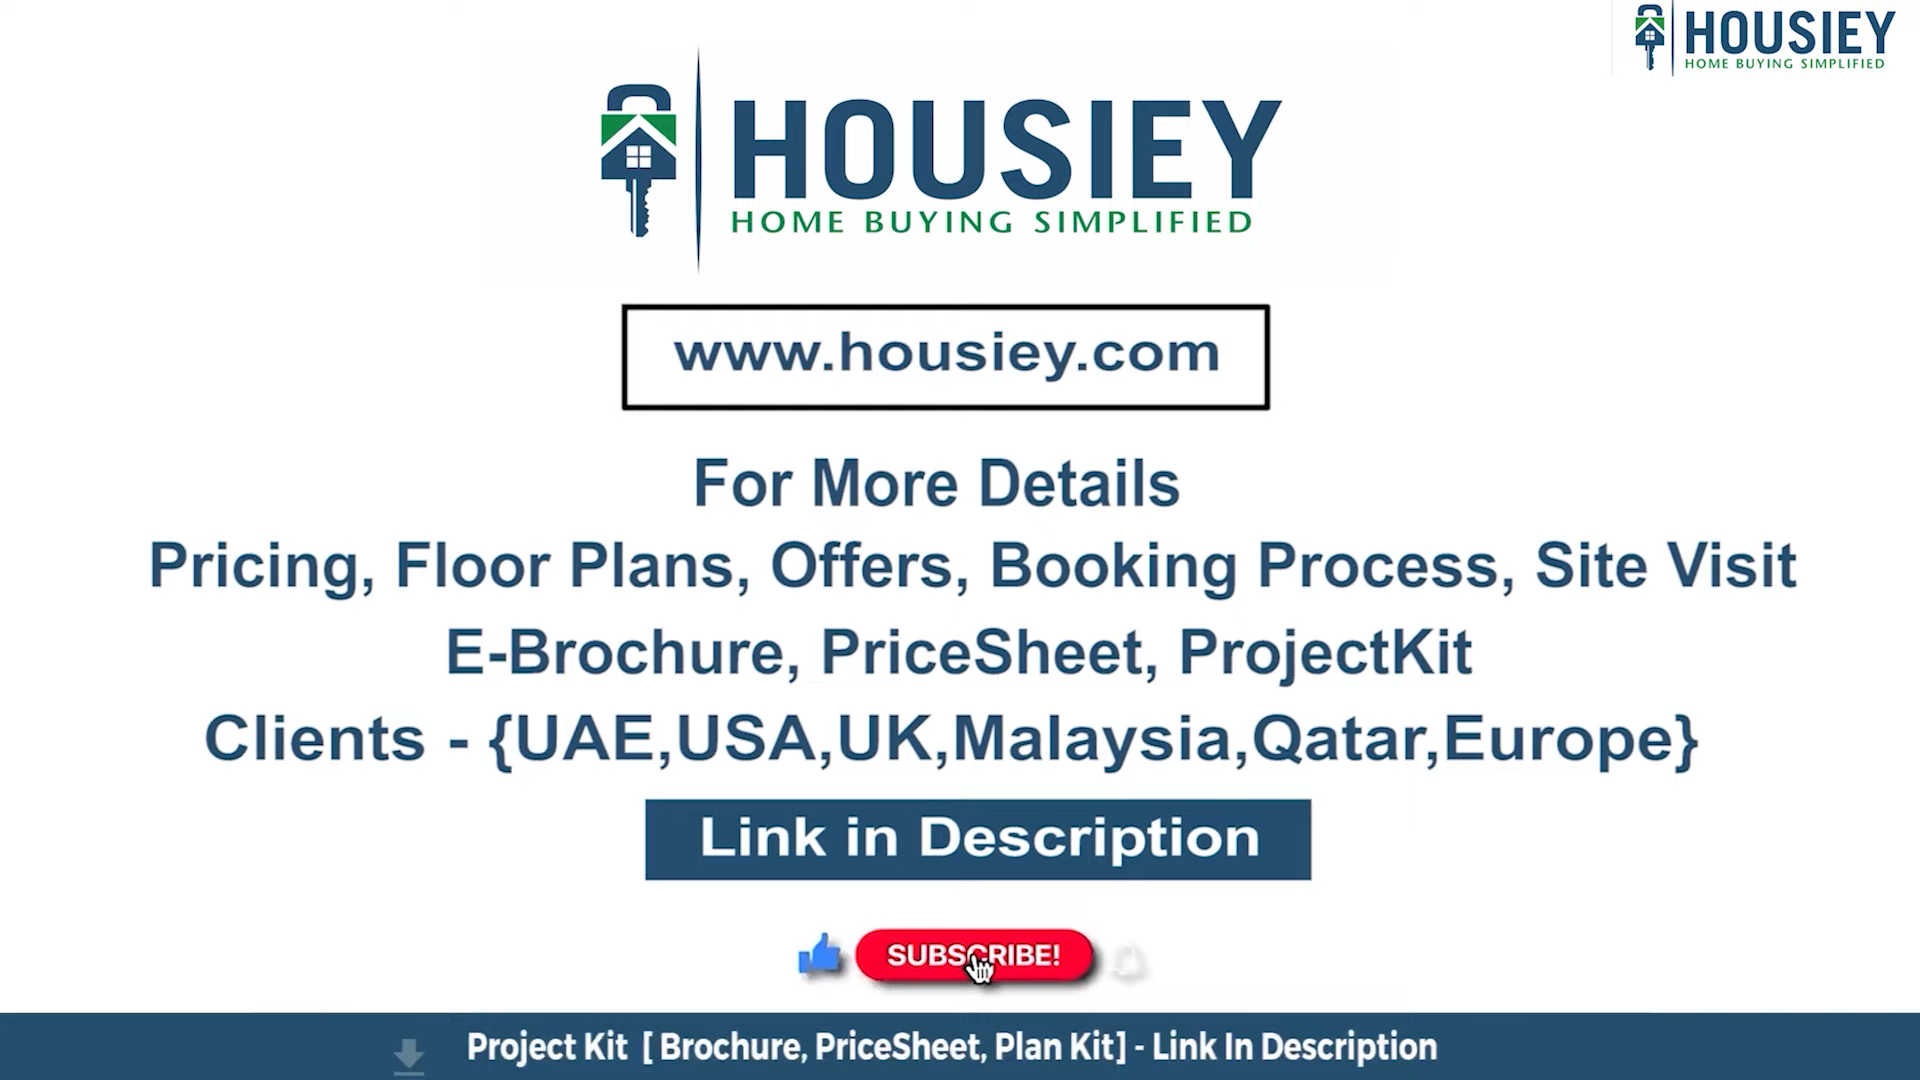 HOUSIEY
HOME BUYING SIMPLIFIED
HOUSIEY
HOME BUYING SIMPLIFIED
www.housiey.com
For More Details
Pricing, Floor Plans, Offers, Booking Process, Site Visit
E-Brochure, PriceSheet, ProjectKit
Clients - {UAE,USA,UK,Malaysia,Qatar,Europe}
Link in Description
SUBSCRIBE!
Project Kit [ Brochure, PriceSheet, Plan Kit] - Link In Description